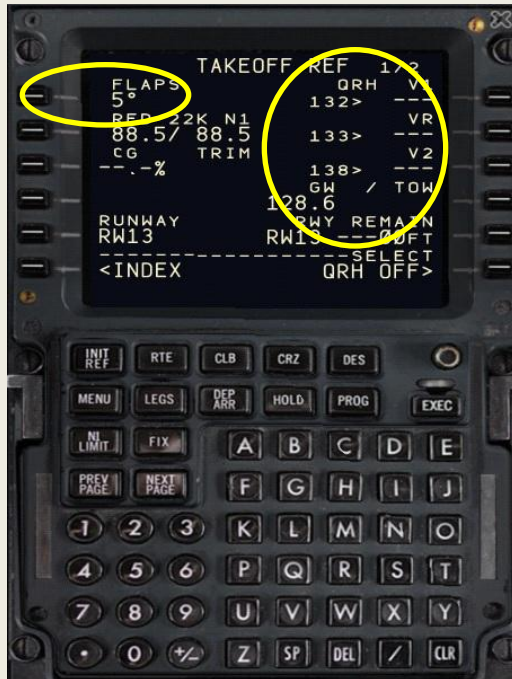 TAKEOFF REF 1/2
FLAPS QRH V1
5° 132> ---
RED 22K N1 VR
88.5/ 88.5 133> ---
CG TRIM V2
--.-% 138> ---
GW / TOW
128.6
RUNWAY RWY REMAIN
RW13 RW13 ---00FT
--------------------SELECT
<INDEX QRH OFF>
INIT REF RTE CLB CRZ DES
MENU LEGS DEP ARR HOLD PROG EXEC
N1 LIMIT FIX A B C D E
PREV PAGE NEXT PAGE F G H I J
1 2 3 K L M N O
4 5 6 P Q R S T
7 8 9 U V W X Y
. 0 +/- Z SP DEL / CLR